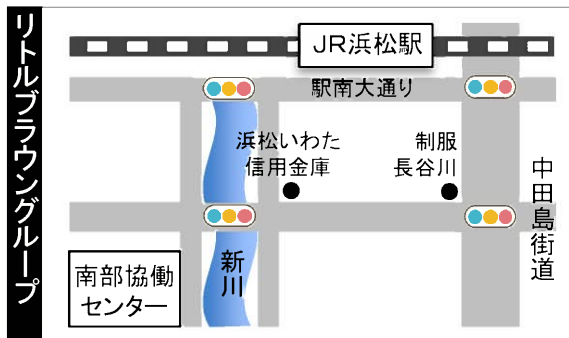 リトルブラウングループ
JR浜松駅
駅南大通り
浜松いわた
信用金庫
制服
長谷川
中田島街道
新川
南部協働
センター